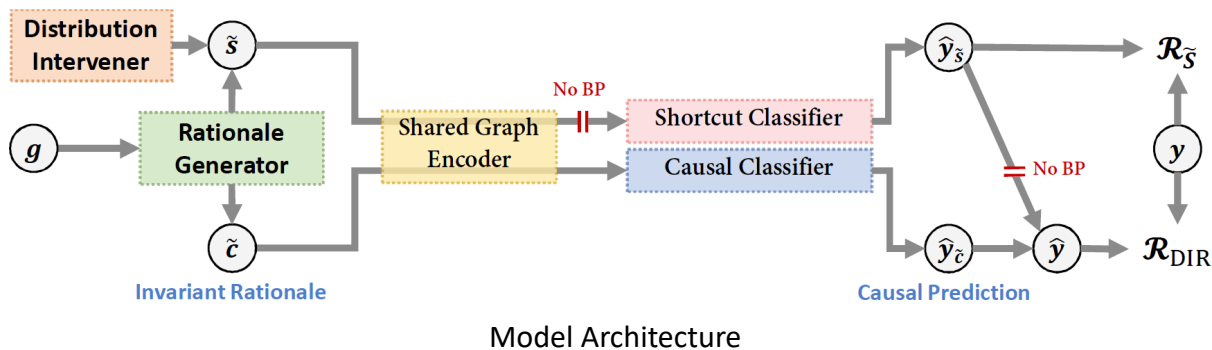 Distribution
Intervener
s̃
ŷ_s̃
𝓡_S̃
No BP
Shortcut Classifier
g
Rationale
Generator
Shared Graph
Encoder
Causal Classifier
No BP
y
c̃
ŷ_c̃
ŷ
𝓡_DIR
Invariant Rationale
Causal Prediction
Model Architecture